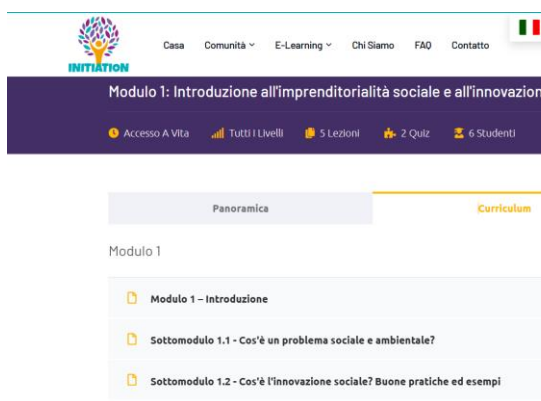 INITIATION
Casa Comunità E-Learning Chi Siamo FAQ Contatto
Modulo 1: Introduzione all'imprenditorialità sociale e all'innovazion
Accesso A Vita Tutti I Livelli 5 Lezioni 2 Quiz 6 Studenti
Panoramica Curriculum
Modulo 1
Modulo 1 – Introduzione
Sottomodulo 1.1 - Cos'è un problema sociale e ambientale?
Sottomodulo 1.2 - Cos'è l'innovazione sociale? Buone pratiche ed esempi